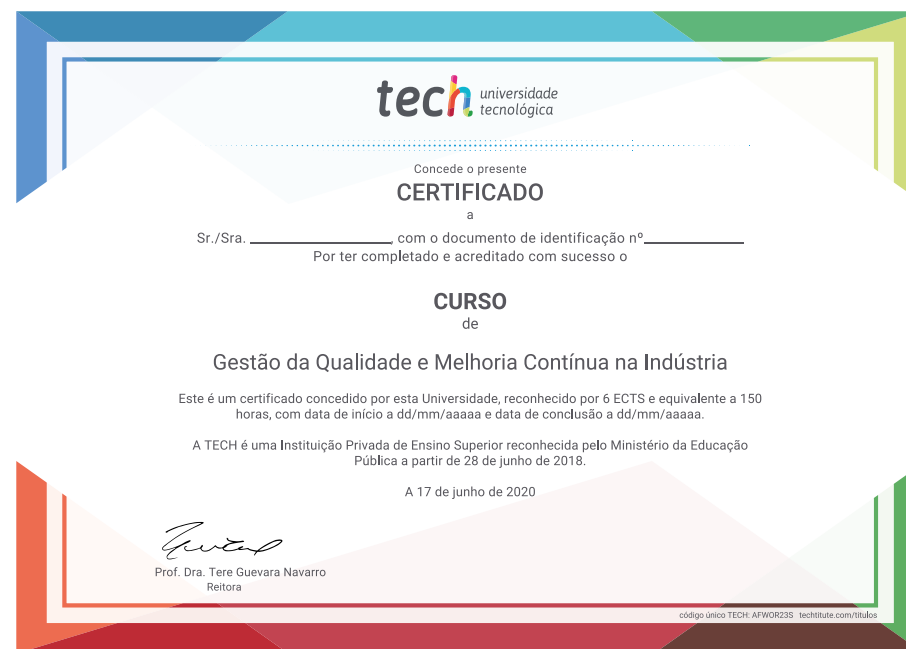 tech universidade
tecnológica
Concede o presente
CERTIFICADO
a
Sr./Sra. ____________________, com o documento de identificação nº______________
Por ter completado e acreditado com sucesso o
CURSO
de
Gestão da Qualidade e Melhoria Contínua na Indústria
Este é um certificado concedido por esta Universidade, reconhecido por 6 ECTS e equivalente a 150
horas, com data de início a dd/mm/aaaaa e data de conclusão a dd/mm/aaaaa.
A TECH é uma Instituição Privada de Ensino Superior reconhecida pelo Ministério da Educação
Pública a partir de 28 de junho de 2018.
A 17 de junho de 2020
Prof. Dra. Tere Guevara Navarro
Reitora
código único TECH: AFWOR23S techtitute.com/titulos